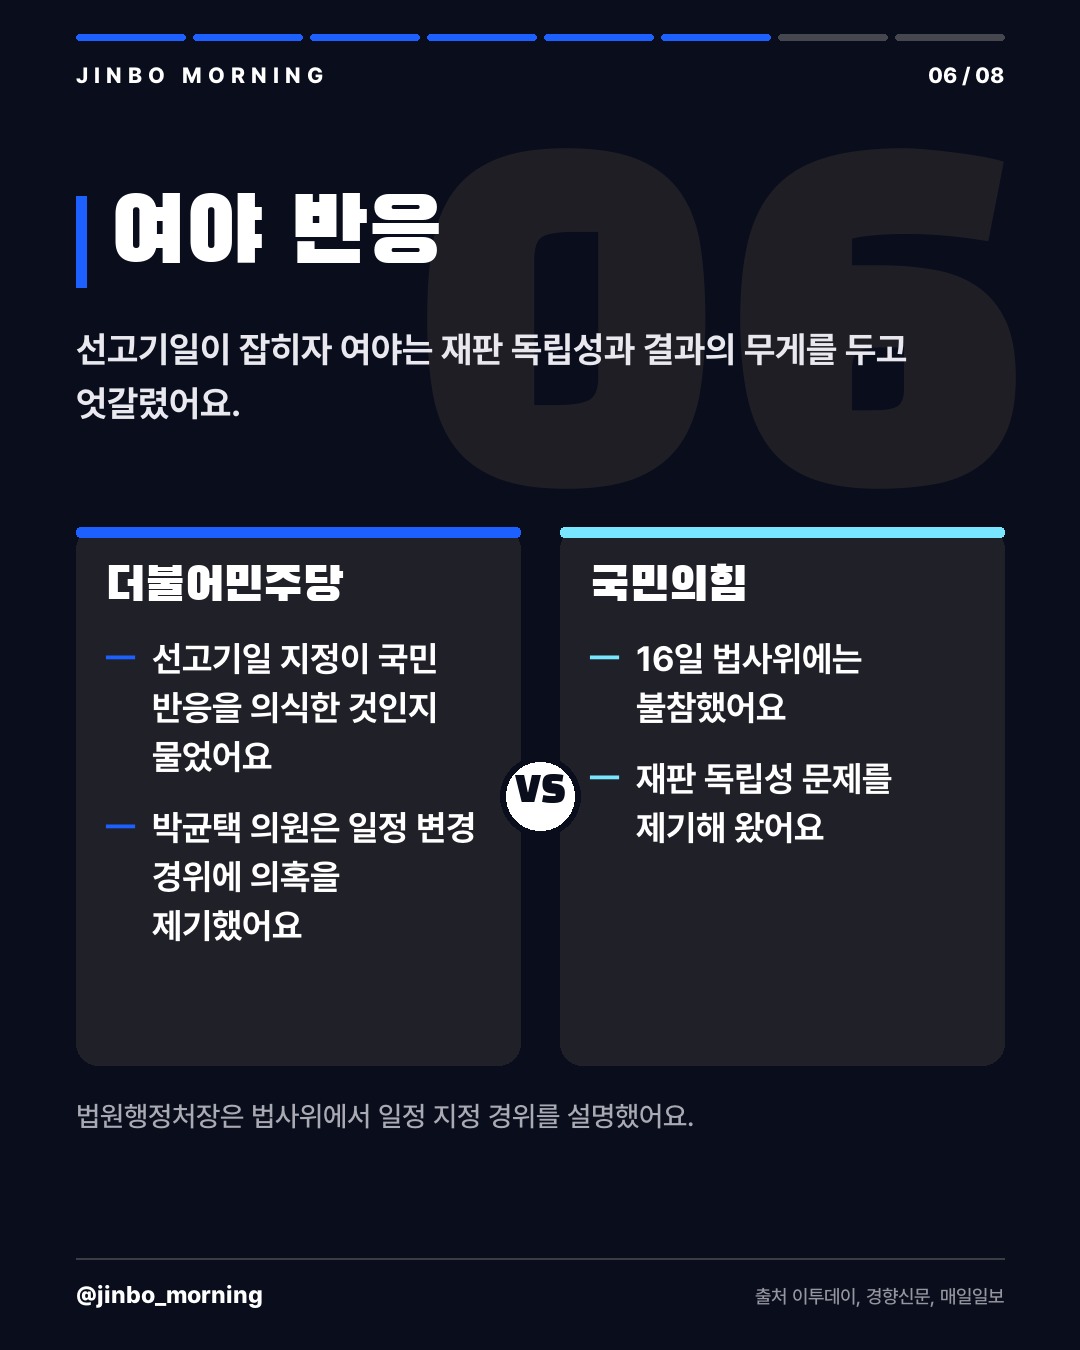 JINBO MORNING
06 / 08
06
여야 반응
선고기일이 잡히자 여야는 재판 독립성과 결과의 무게를 두고
엇갈렸어요.
더불어민주당
— 선고기일 지정이 국민
반응을 의식한 것인지
물었어요
— 박균택 의원은 일정 변경
경위에 의혹을
제기했어요
VS
국민의힘
— 16일 법사위에는
불참했어요
— 재판 독립성 문제를
제기해 왔어요
법원행정처장은 법사위에서 일정 지정 경위를 설명했어요.
@jinbo_morning
출처 이투데이, 경향신문, 매일일보